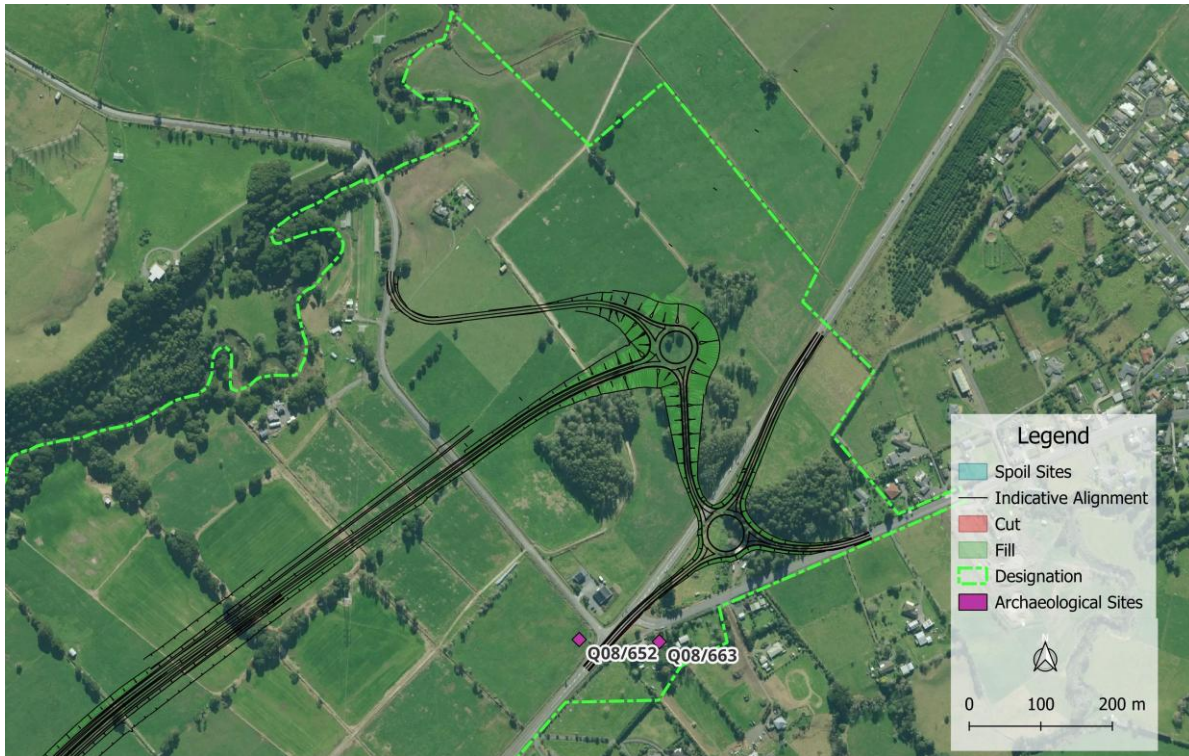 Q08/652
Q08/663
Legend
Spoil Sites
Indicative Alignment
Cut
Fill
Designation
Archaeological Sites
N
0 100 200 m